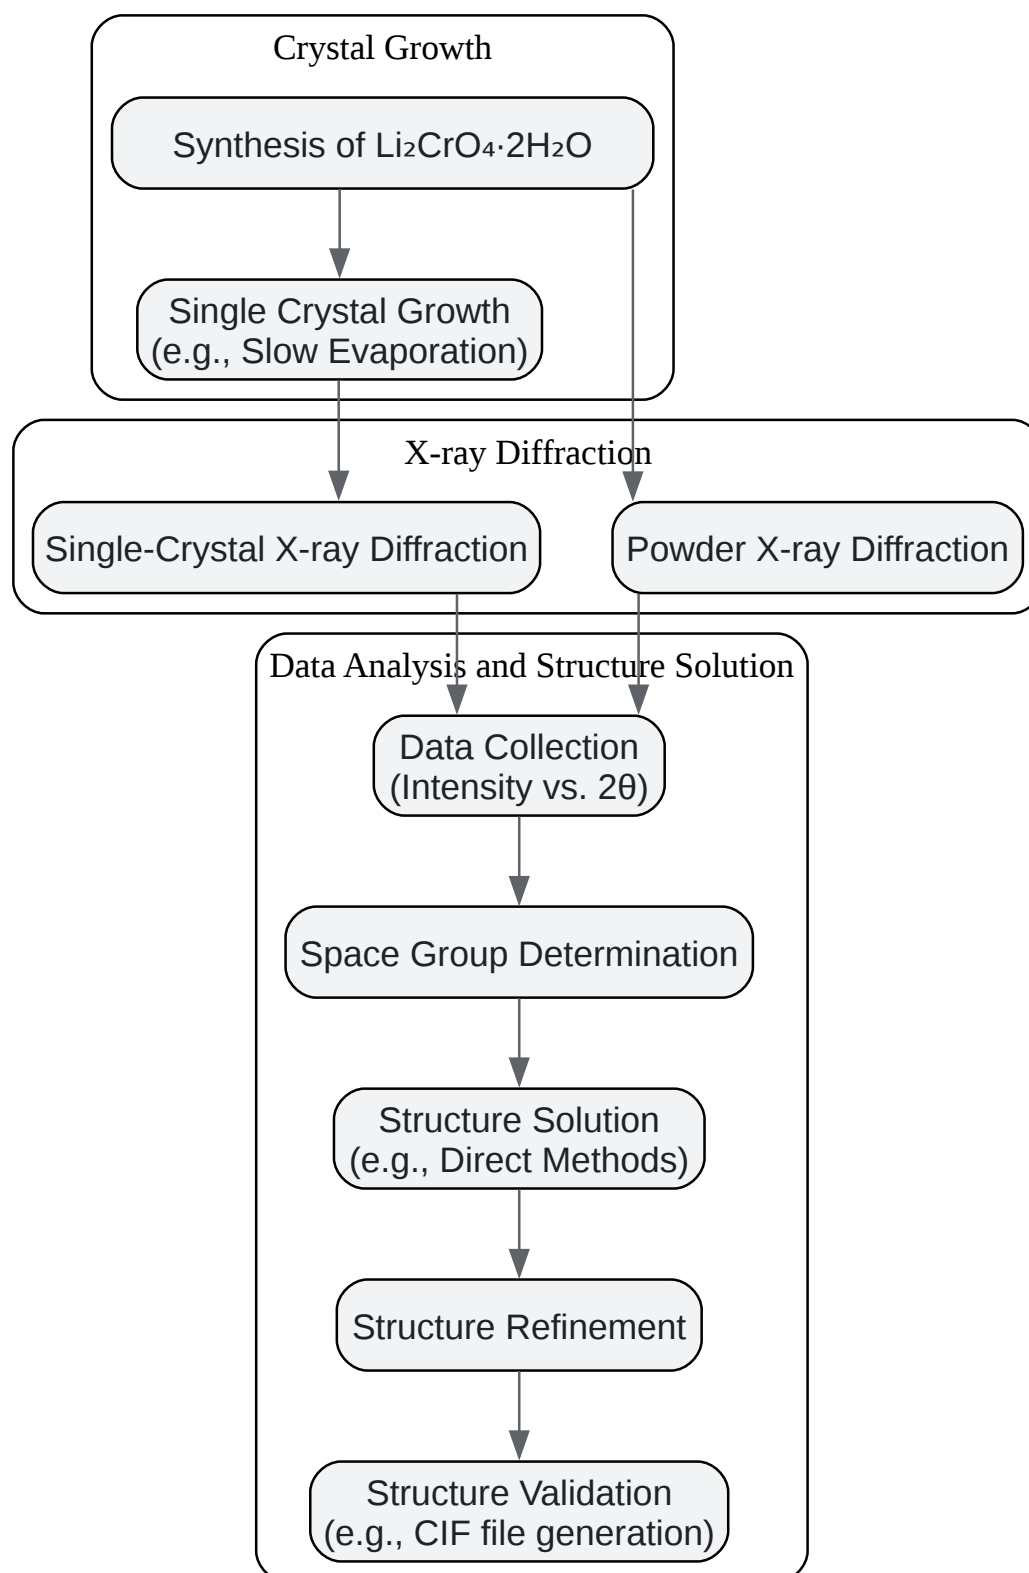 Crystal Growth
Synthesis of Li₂CrO₄·2H₂O
Single Crystal Growth
(e.g., Slow Evaporation)
X-ray Diffraction
Single-Crystal X-ray Diffraction
Powder X-ray Diffraction
Data Analysis and Structure Solution
Data Collection
(Intensity vs. 2θ)
Space Group Determination
Structure Solution
(e.g., Direct Methods)
Structure Refinement
Structure Validation
(e.g., CIF file generation)